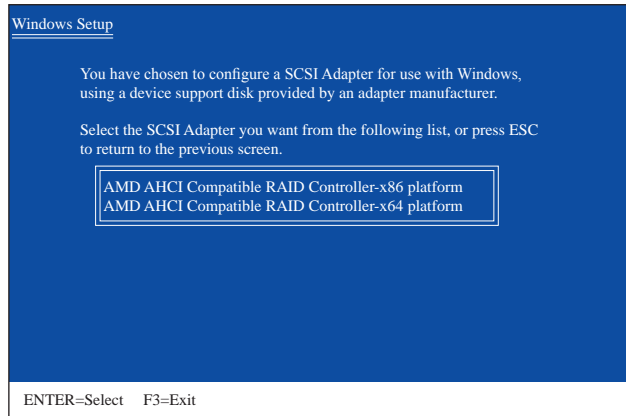 Windows Setup
You have chosen to configure a SCSI Adapter for use with Windows,
using a device support disk provided by an adapter manufacturer.
Select the SCSI Adapter you want from the following list, or press ESC
to return to the previous screen.
AMD AHCI Compatible RAID Controller-x86 platform
AMD AHCI Compatible RAID Controller-x64 platform
ENTER=Select F3=Exit